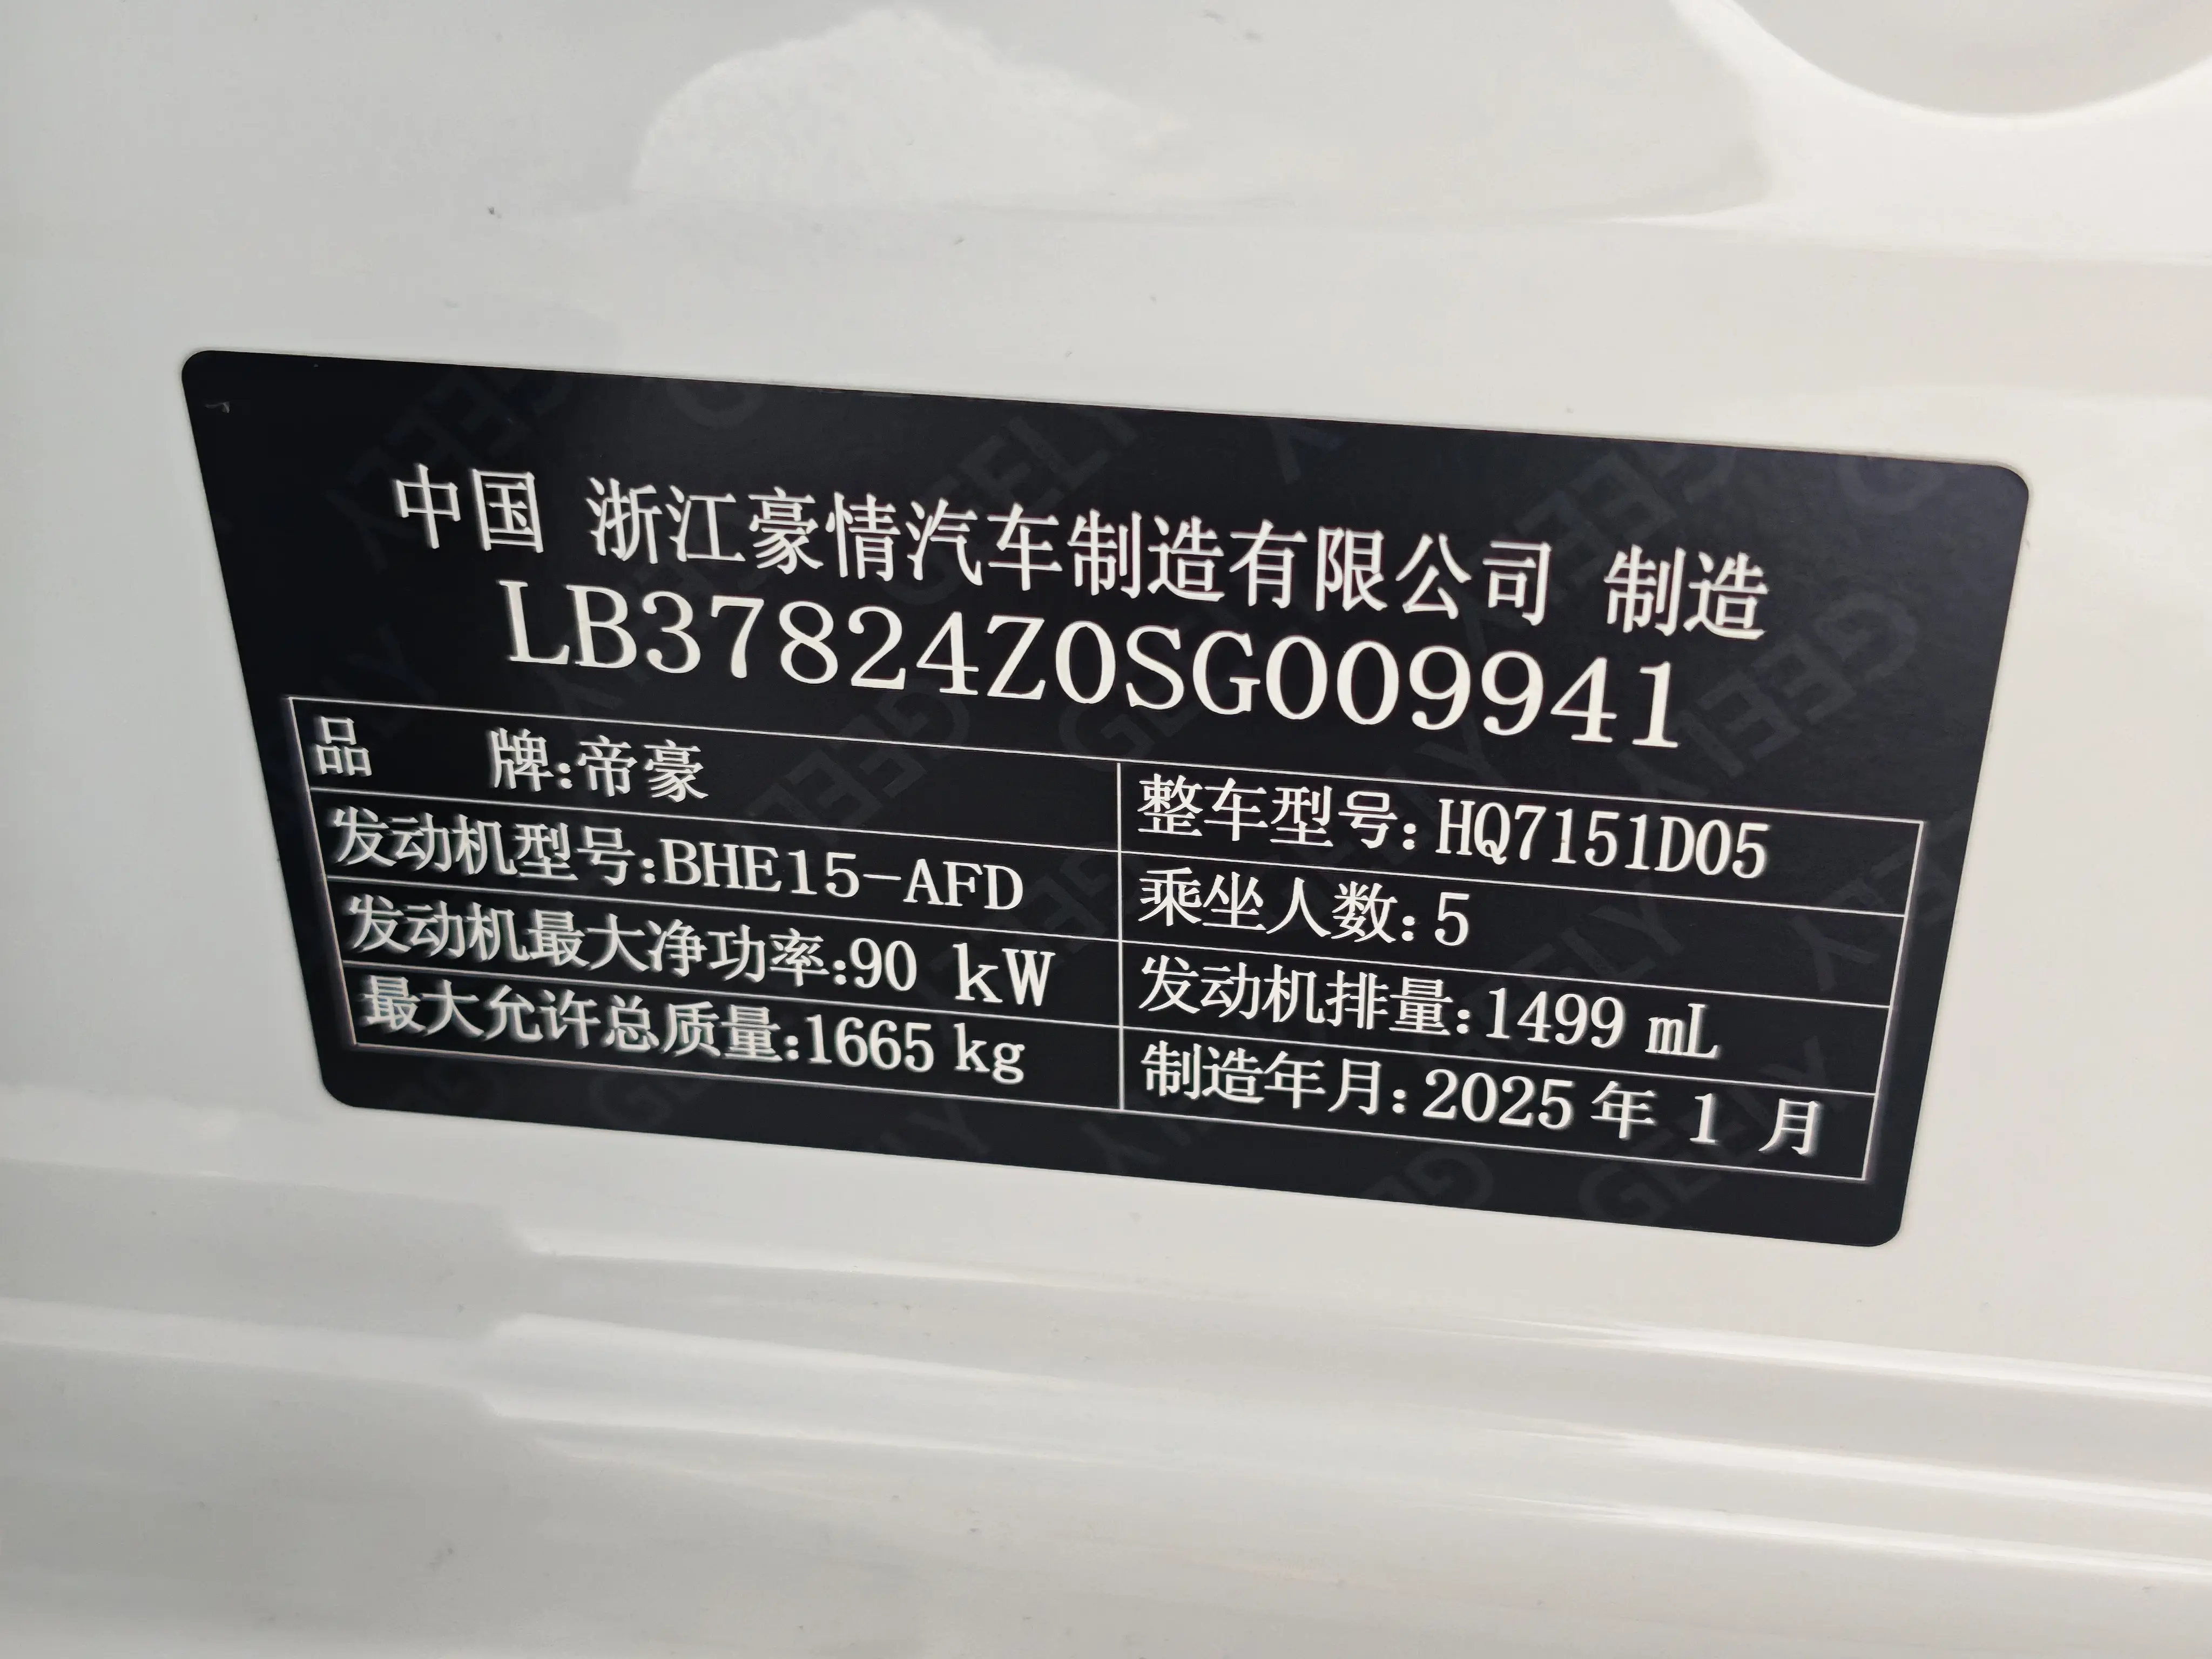 中国 浙江豪情汽车制造有限公司 制造
LB37824Z0SG009941
品 牌:帝豪
整车型号:HQ7151D05
发动机型号:BHE15-AFD
乘坐人数:5
发动机最大净功率:90 kW
发动机排量:1499 mL
最大允许总质量:1665 kg
制造年月:2025 年 1 月